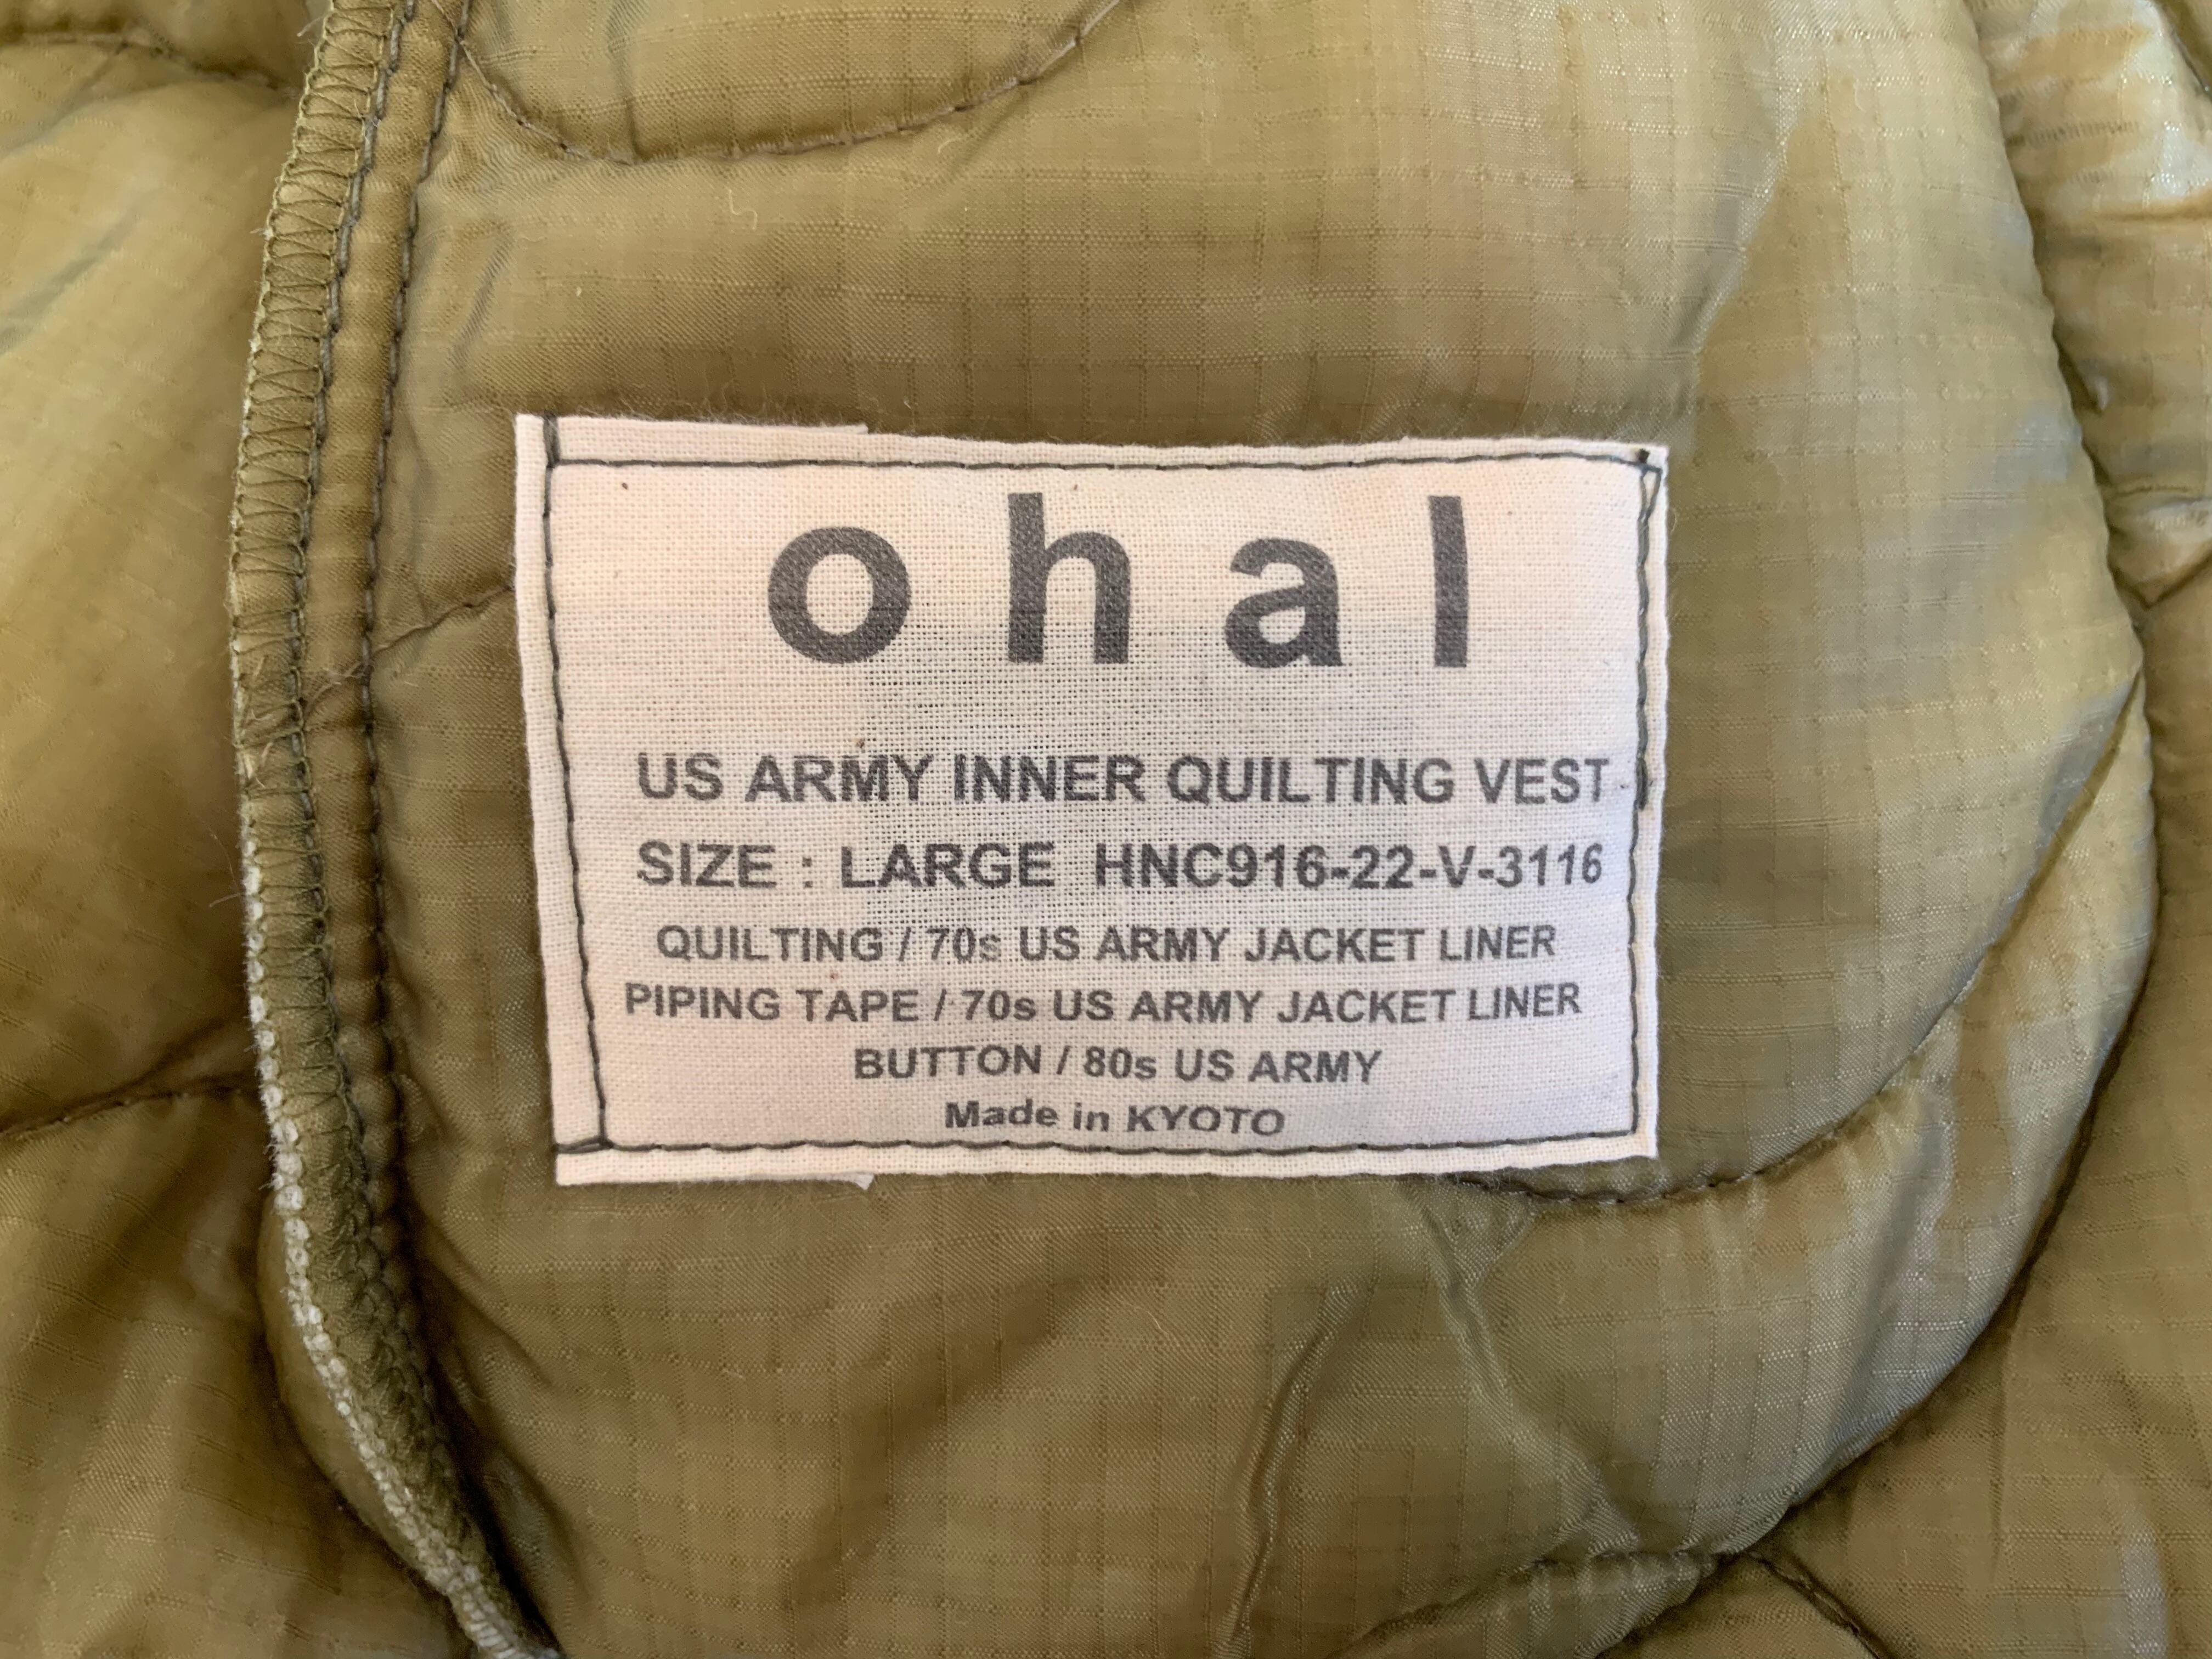 ohal
US ARMY INNER QUILTING VEST
SIZE : LARGE HNC916-22-V-3116
QUILTING / 70s US ARMY JACKET LINER
PIPING TAPE / 70s US ARMY JACKET LINER
BUTTON / 80s US ARMY
Made in KYOTO